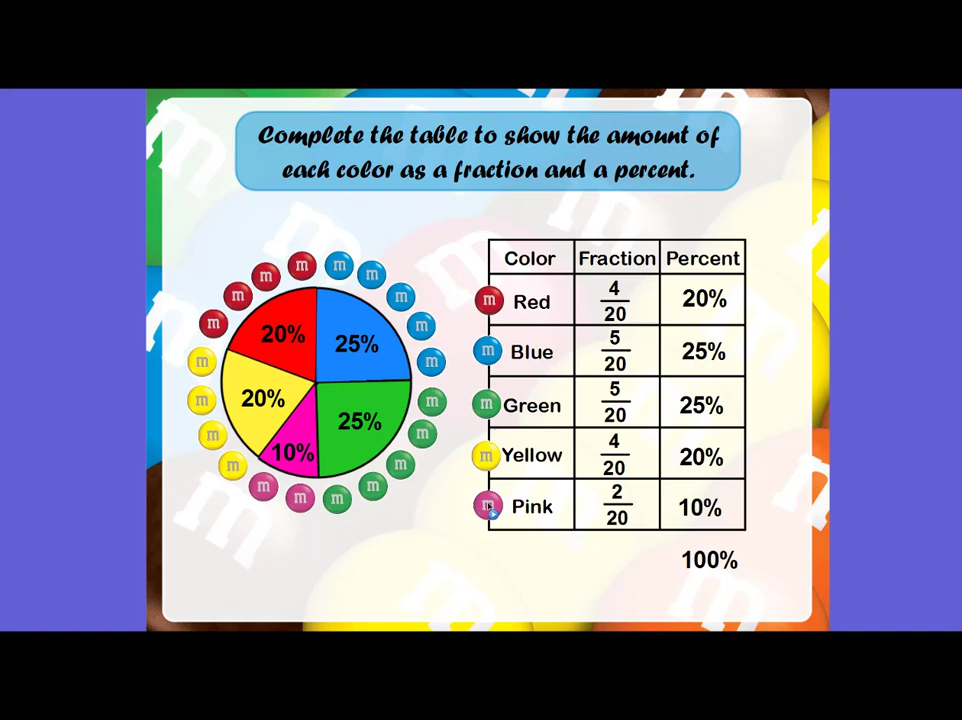 Complete the table to show the amount of
each color as a fraction and a percent.
m m m m m m m m m m m m m m m m m m m m
20% 25%
20% 25%
10%
Color Fraction Percent
m Red 4/20 20%
m Blue 5/20 25%
m Green 5/20 25%
m Yellow 4/20 20%
m Pink 2/20 10%
100%